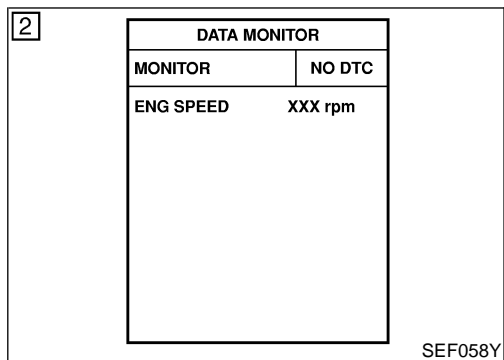 2
DATA MONITOR
MONITOR NO DTC
ENG SPEED XXX rpm
SEF058Y